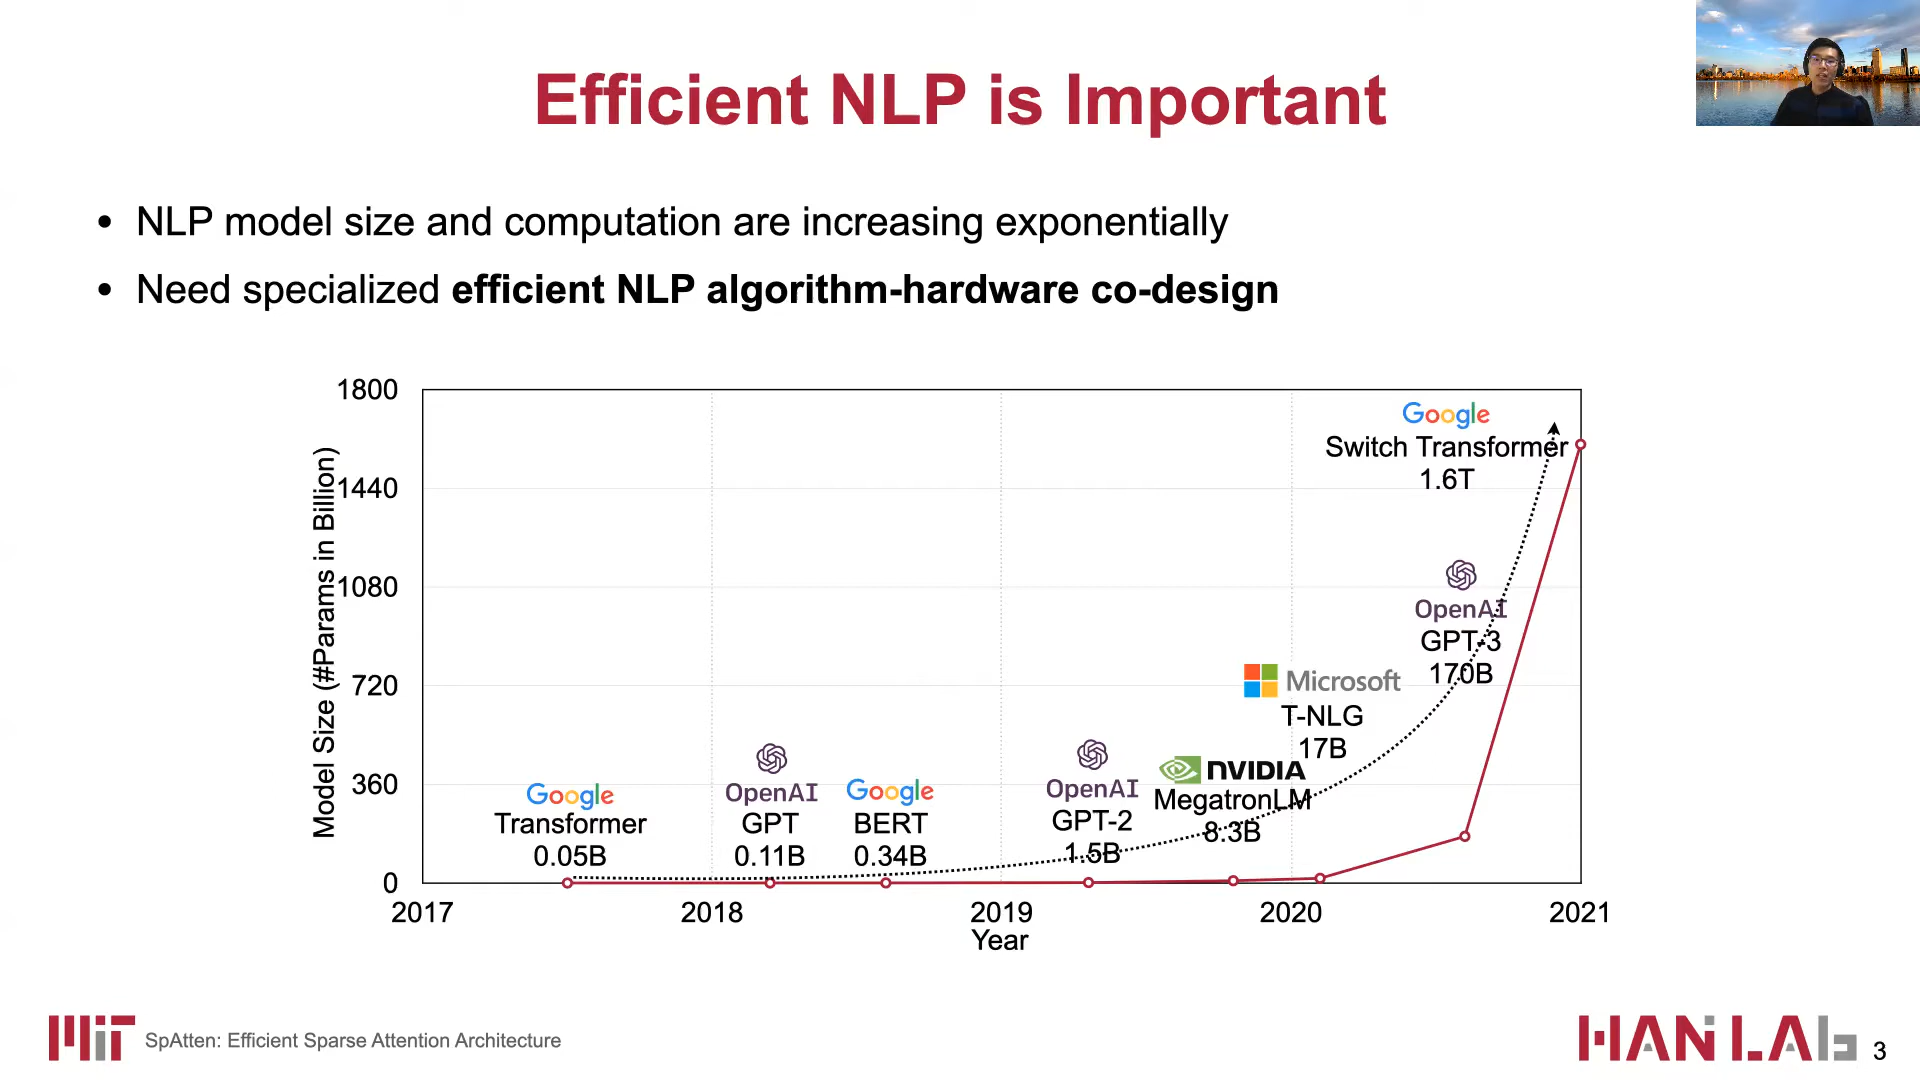 Efficient NLP is Important
• NLP model size and computation are increasing exponentially
• Need specialized efficient NLP algorithm-hardware co-design
Model Size (#Params in Billion)
1800
1440
1080
720
360
0
2017
2018
2019
2020
2021
Year
Google
Transformer
0.05B
OpenAI
GPT
0.11B
Google
BERT
0.34B
OpenAI
GPT-2
1.5B
NVIDIA
MegatronLM
8.3B
Microsoft
T-NLG
17B
OpenAI
GPT-3
170B
Google
Switch Transformer
1.6T
MIT
SpAtten: Efficient Sparse Attention Architecture
HAN LAb
3